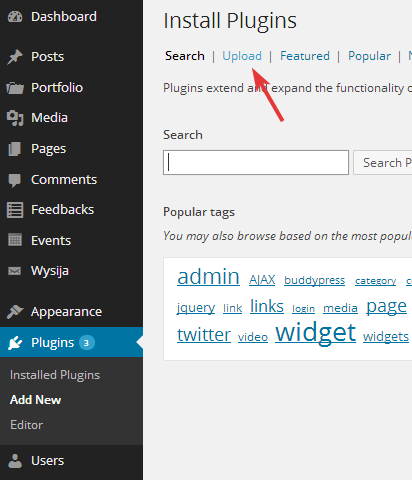 Dashboard
Posts
Portfolio
Media
Pages
Comments
Feedbacks
Events
Wysija
Appearance
Plugins 3
Installed Plugins
Add New
Editor
Users
Install Plugins
Search | Upload | Featured | Popular |
Plugins extend and expand the functionality
Search
Search P
Popular tags
You may also browse based on the most popul
admin AJAX buddypress category
jquery link links login media page
twitter video widget widgets